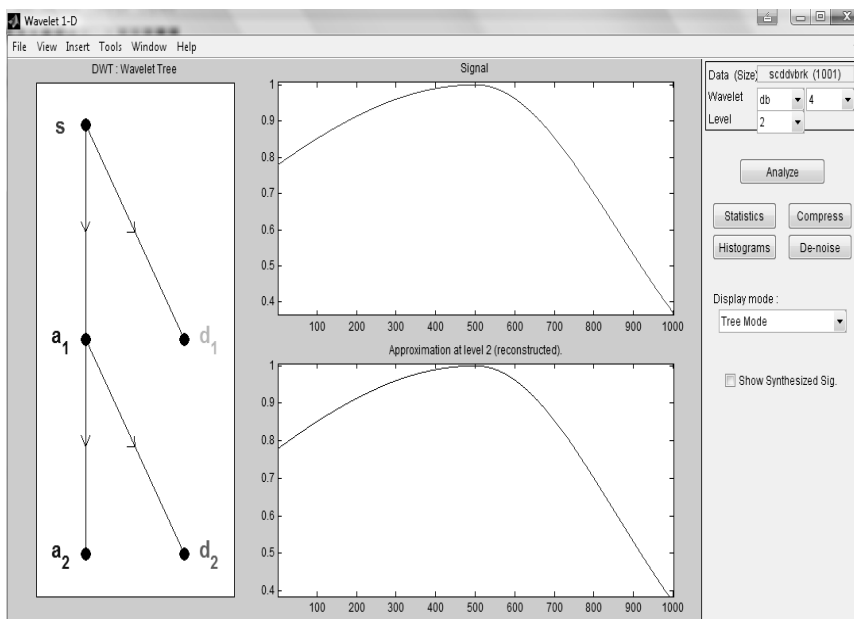 Wavelet 1-D
File View Insert Tools Window Help
DWT : Wavelet Tree
s
a1
d1
a2
d2
Signal
1
0.9
0.8
0.7
0.6
0.5
0.4
100 200 300 400 500 600 700 800 900 1000
Approximation at level 2 (reconstructed).
1
0.9
0.8
0.7
0.6
0.5
0.4
100 200 300 400 500 600 700 800 900 1000
Data (Size) scddvbrk (1001)
Wavelet db 4
Level 2
Analyze
Statistics Compress
Histograms De-noise
Display mode :
Tree Mode
Show Synthesized Sig.